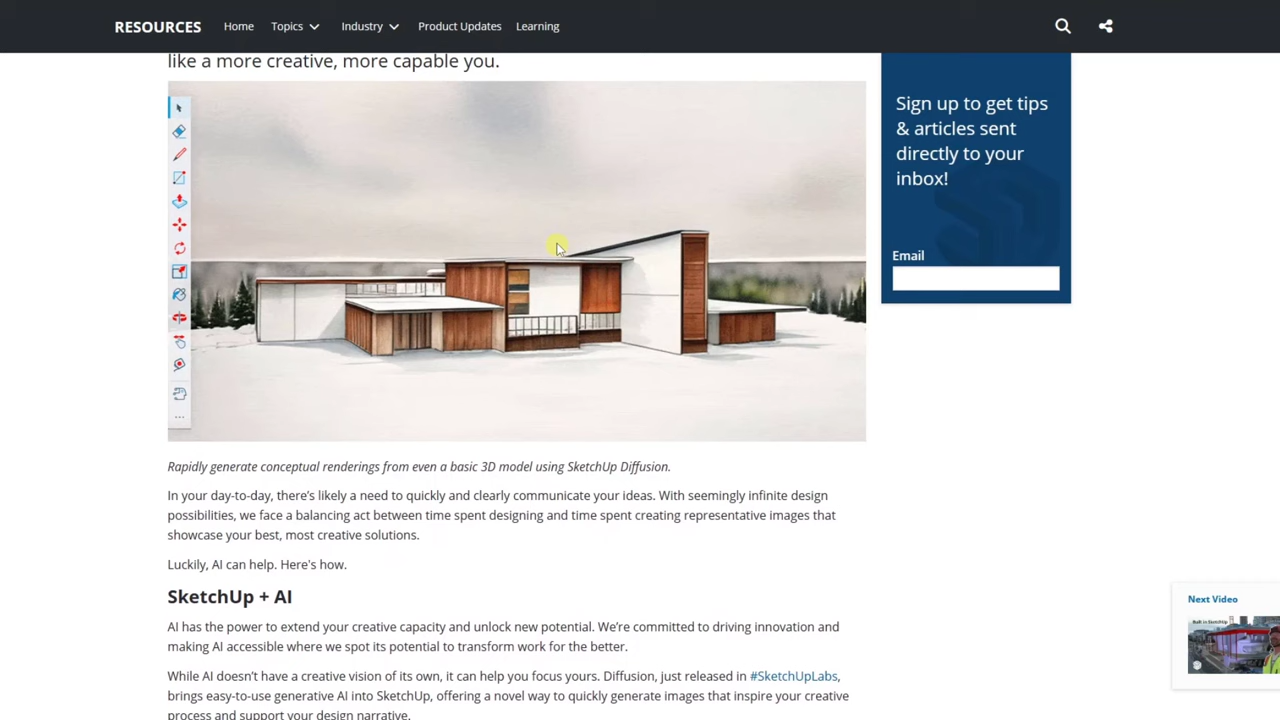 RESOURCES Home Topics Industry Product Updates Learning
like a more creative, more capable you.
Sign up to get tips
& articles sent
directly to your
inbox!
Email
Rapidly generate conceptual renderings from even a basic 3D model using SketchUp Diffusion.
In your day-to-day, there’s likely a need to quickly and clearly communicate your ideas. With seemingly infinite design
possibilities, we face a balancing act between time spent designing and time spent creating representative images that
showcase your best, most creative solutions.
Luckily, AI can help. Here's how.
SketchUp + AI
AI has the power to extend your creative capacity and unlock new potential. We’re committed to driving innovation and
making AI accessible where we spot its potential to transform work for the better.
While AI doesn’t have a creative vision of its own, it can help you focus yours. Diffusion, just released in #SketchUpLabs,
brings easy-to-use generative AI into SketchUp, offering a novel way to quickly generate images that inspire your creative
process and support your design narrative.
Next Video
Built in SketchUp